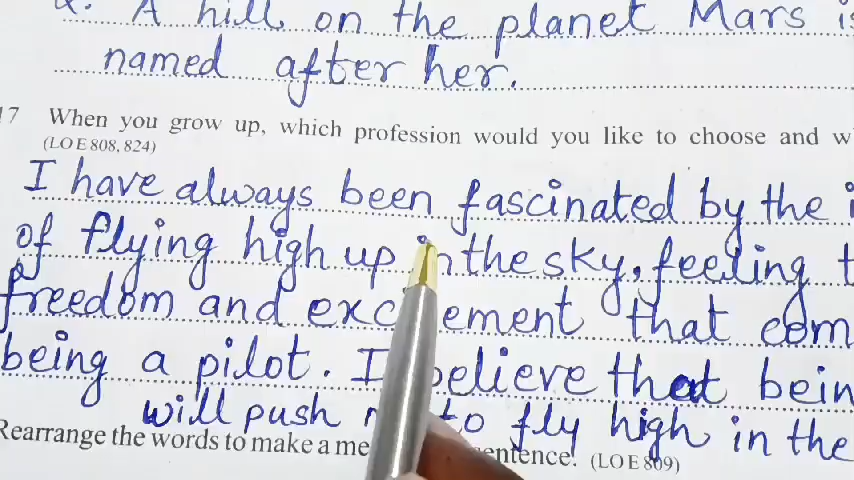 2. A hill on the planet Mars is
named after her.
17 When you grow up, which profession would you like to choose and w
(LO E 808, 824)
I have always been fascinated by the i
of flying high up in the sky, feeling t
freedom and exc ement that com
being a pilot. I believe that bein
will push to fly high in the
Rearrange the words to make a me entence. (LO E 809)